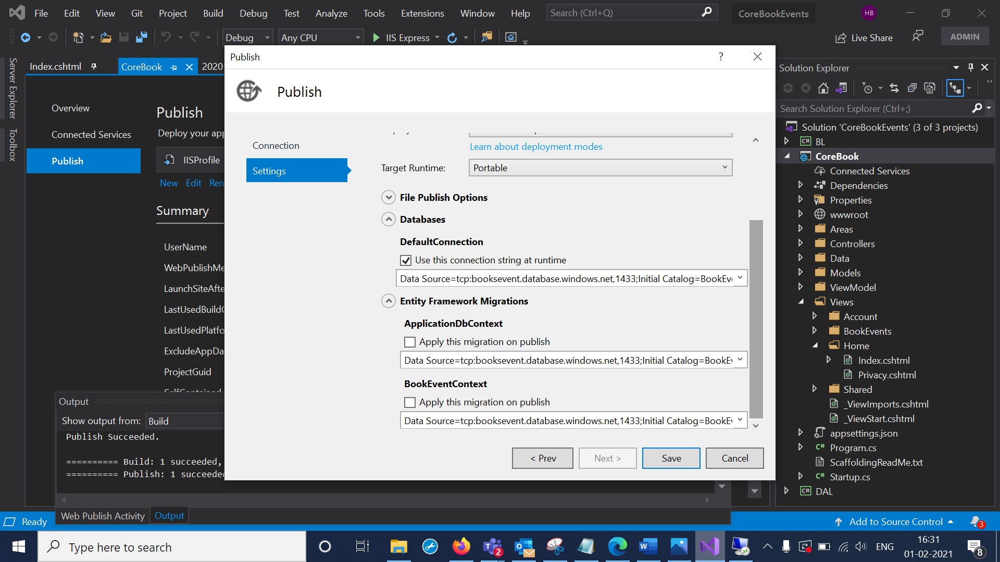 File Edit View Git Project Build Debug Test Analyze Tools Extensions Window Help Search (Ctrl+Q) CoreBookEvents HB
Debug Any CPU IIS Express Live Share ADMIN
Server Explorer
Toolbox
Index.cshtml CoreBook 2020
Overview
Connected Services
Publish
Publish
Deploy your app
IISProfile
New Edit Ren
Summary
UserName
WebPublishMe
LaunchSiteAfte
LastUsedBuildC
LastUsedPlatfo
ExcludeAppDa
ProjectGuid
SelfContained
Publish ?
Publish
Connection
Settings
Learn about deployment modes
Target Runtime: Portable
File Publish Options
Databases
DefaultConnection
Use this connection string at runtime
Data Source=tcp:booksevent.database.windows.net,1433;Initial Catalog=BookEv
Entity Framework Migrations
ApplicationDbContext
Apply this migration on publish
Data Source=tcp:booksevent.database.windows.net,1433;Initial Catalog=BookE
BookEventContext
Apply this migration on publish
Data Source=tcp:booksevent.database.windows.net,1433;Initial Catalog=BookE
< Prev Next > Save Cancel
Output
Show output from: Build
Publish Succeeded.
========== Build: 1 succeeded,
========== Publish: 1 succeeded
Web Publish Activity Output
Solution Explorer
Search Solution Explorer (Ctrl+;)
Solution 'CoreBookEvents' (3 of 3 projects)
C# BL
CoreBook
Connected Services
Dependencies
Properties
wwwroot
Areas
Controllers
Data
Models
ViewModel
Views
Account
BookEvents
Home
Index.cshtml
Privacy.cshtml
Shared
_ViewImports.cshtml
_ViewStart.cshtml
appsettings.json
C# Program.cs
ScaffoldingReadMe.txt
C# Startup.cs
C# DAL
Ready Add to Source Control 3
Type here to search 2 ENG 16:31
01-02-2021 8